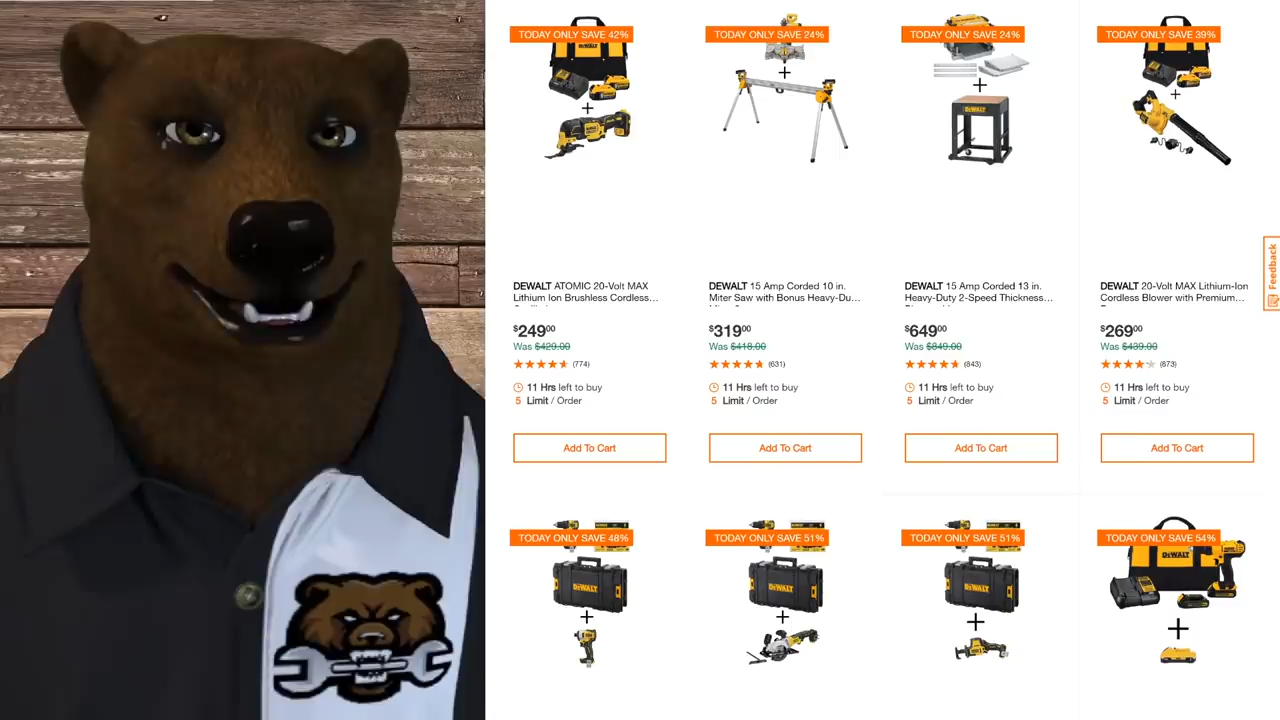 TODAY ONLY SAVE 42%
DEWALT
DEWALT ATOMIC 20-Volt MAX
Lithium Ion Brushless Cordless…
$249⁰⁰
Was $429.00
(774)
11 Hrs left to buy
5 Limit / Order
Add To Cart
TODAY ONLY SAVE 24%
DEWALT 15 Amp Corded 10 in.
Miter Saw with Bonus Heavy-Du…
$319⁰⁰
Was $418.00
(631)
11 Hrs left to buy
5 Limit / Order
Add To Cart
TODAY ONLY SAVE 24%
DEWALT
DEWALT 15 Amp Corded 13 in.
Heavy-Duty 2-Speed Thickness…
$649⁰⁰
Was $849.00
(843)
11 Hrs left to buy
5 Limit / Order
Add To Cart
TODAY ONLY SAVE 39%
DEWALT
DEWALT 20-Volt MAX Lithium-Ion
Cordless Blower with Premium…
$269⁰⁰
Was $439.00
(873)
11 Hrs left to buy
5 Limit / Order
Add To Cart
Feedback
TODAY ONLY SAVE 48%
DEWALT
TODAY ONLY SAVE 51%
DEWALT
TODAY ONLY SAVE 51%
DEWALT
TODAY ONLY SAVE 54%
DEWALT